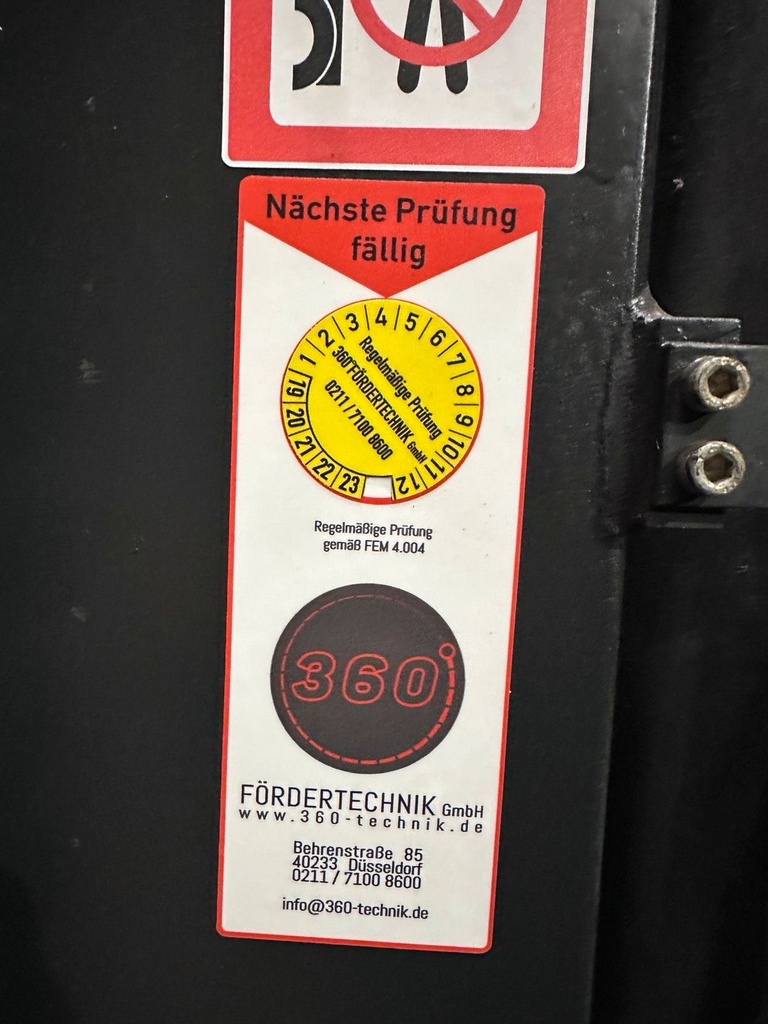 Nächste Prüfung
fällig
1 2 3 4 5 6 7 8 9 10 11 12
19 20 21 22 23
Regelmäßige Prüfung
360°FÖRDERTECHNIK GmbH
0211 / 7100 8600
Regelmäßige Prüfung
gemäß FEM 4.004
360°
FÖRDERTECHNIK GmbH
www.360-technik.de
Behrenstraße 85
40233 Düsseldorf
0211 / 7100 8600
info@360-technik.de